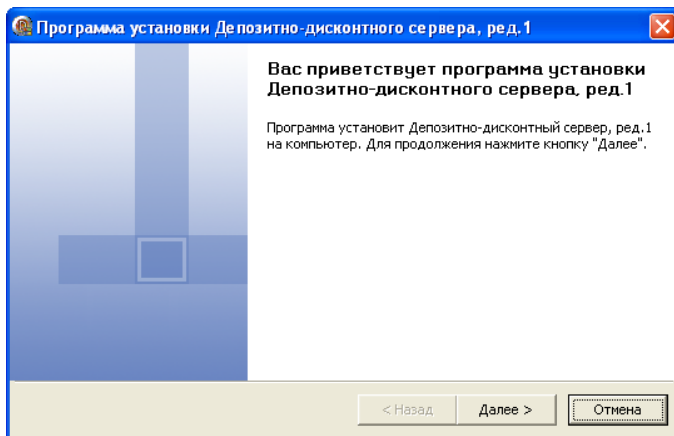 Программа установки Депозитно-дисконтного сервера, ред.1
Вас приветствует программа установки
Депозитно-дисконтного сервера, ред.1
Программа установит Депозитно-дисконтный сервер, ред.1
на компьютер. Для продолжения нажмите кнопку "Далее".
< Назад Далее > Отмена